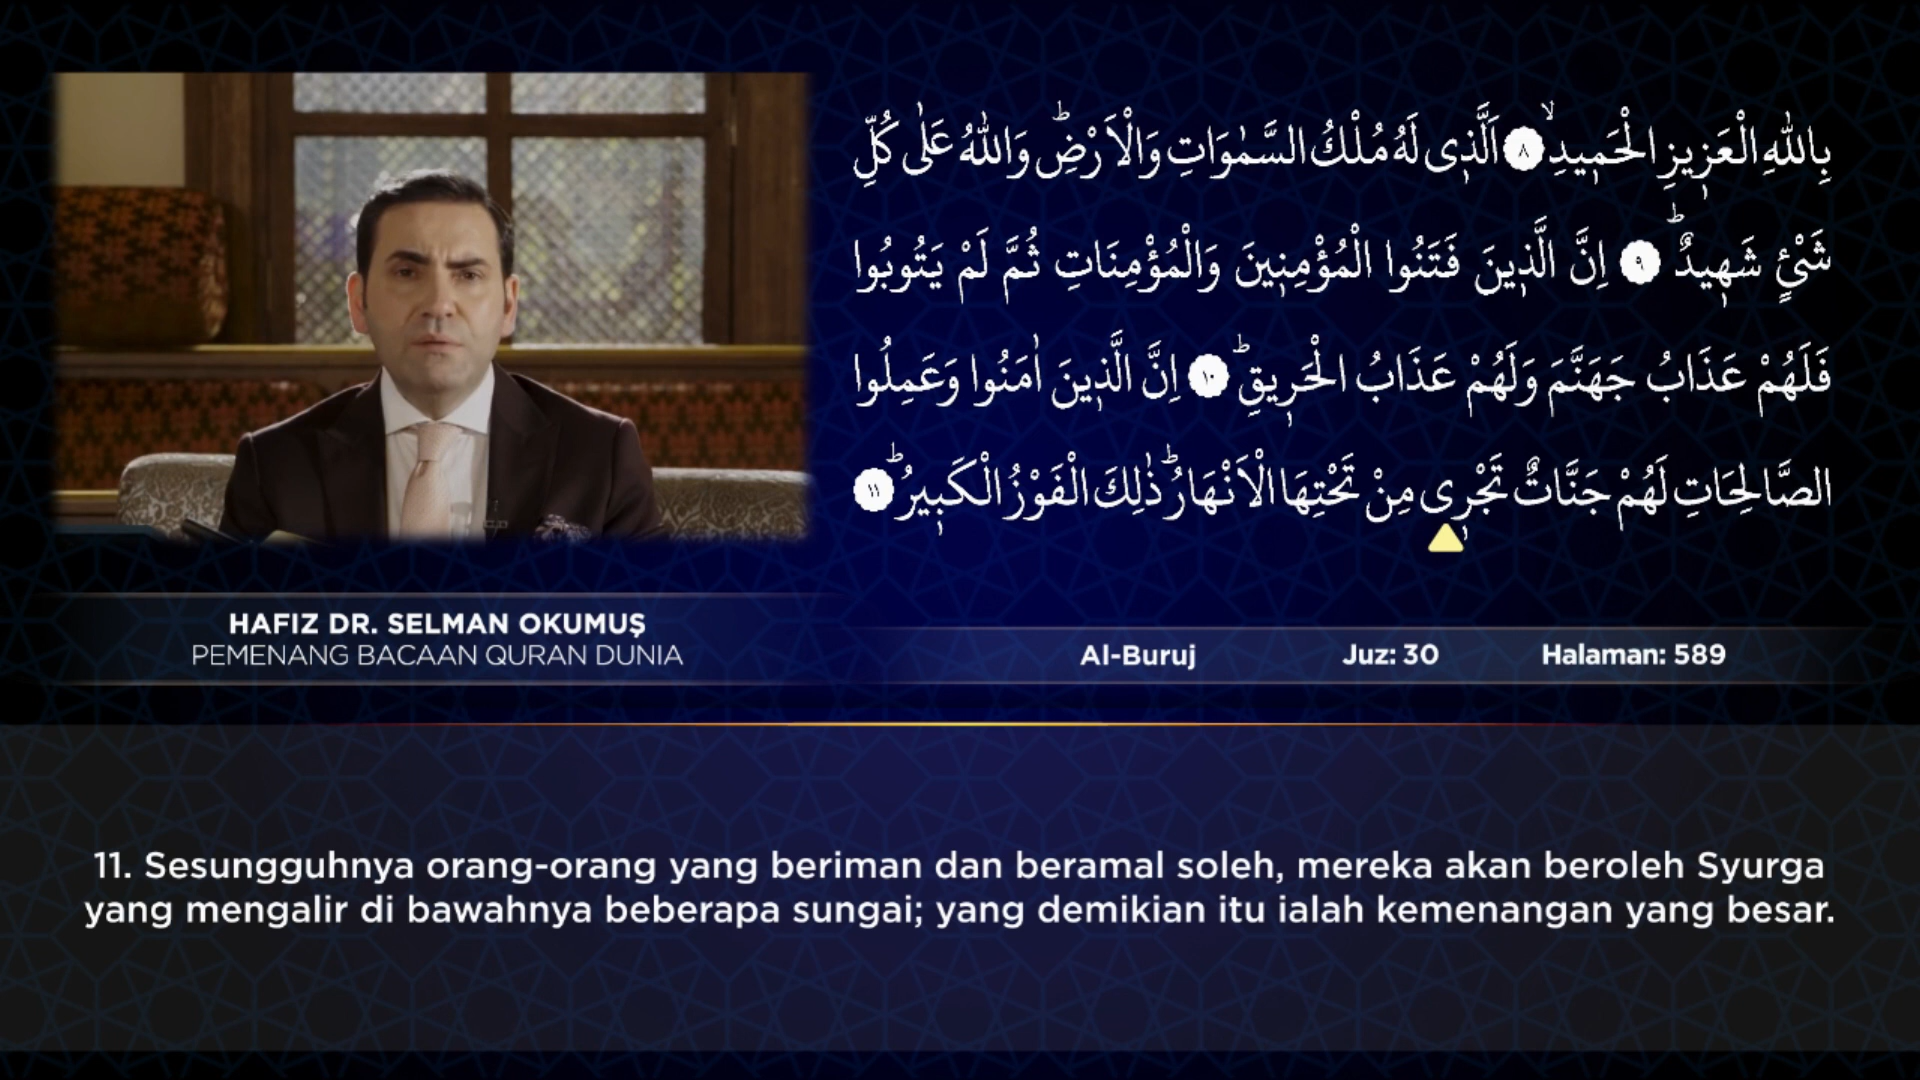 بِاللّٰهِ الْعَزٖيزِ الْحَمٖيدِۙ ﴿٨﴾ اَلَّذٖى لَهُ مُلْكُ السَّمٰوَاتِ وَالْاَرْضِؕ وَاللّٰهُ عَلٰى كُلِّ
شَىْئٍ شَهٖيدٌؕ ﴿٩﴾ اِنَّ الَّذٖينَ فَتَنُوا الْمُؤْمِنٖينَ وَالْمُؤْمِنَاتِ ثُمَّ لَمْ يَتُوبُوا
فَلَهُمْ عَذَابُ جَهَنَّمَ وَلَهُمْ عَذَابُ الْحَرٖيقِؕ ﴿١٠﴾ اِنَّ الَّذٖينَ اٰمَنُوا وَعَمِلُوا
الصَّالِحَاتِ لَهُمْ جَنَّاتٌ تَجْرٖى مِنْ تَحْتِهَا الْاَنْهَارُؕ ذٰلِكَ الْفَوْزُ الْكَبٖيرُؕ ﴿١١﴾
HAFIZ DR. SELMAN OKUMUŞ
PEMENANG BACAAN QURAN DUNIA
Al-Buruj Juz: 30 Halaman: 589
11. Sesungguhnya orang-orang yang beriman dan beramal soleh, mereka akan beroleh Syurga
yang mengalir di bawahnya beberapa sungai; yang demikian itu ialah kemenangan yang besar.